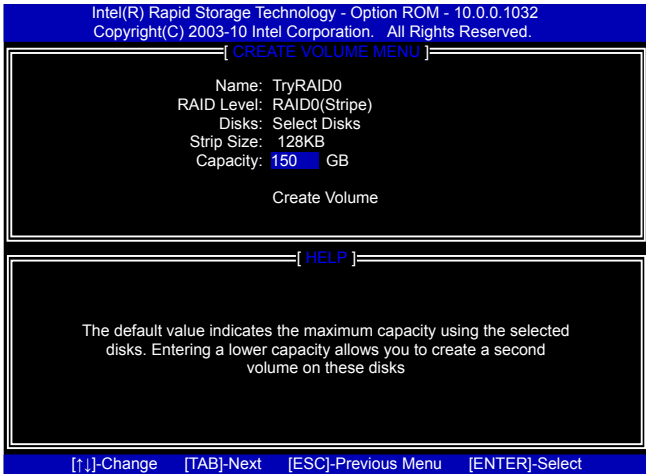 Intel(R) Rapid Storage Technology - Option ROM - 10.0.0.1032
Copyright(C) 2003-10 Intel Corporation. All Rights Reserved.
[ CREATE VOLUME MENU ]
Name: TryRAID0
RAID Level: RAID0(Stripe)
Disks: Select Disks
Strip Size: 128KB
Capacity: 150 GB
Create Volume
[ HELP ]
The default value indicates the maximum capacity using the selected
disks. Entering a lower capacity allows you to create a second
volume on these disks
[↑↓]-Change [TAB]-Next [ESC]-Previous Menu [ENTER]-Select